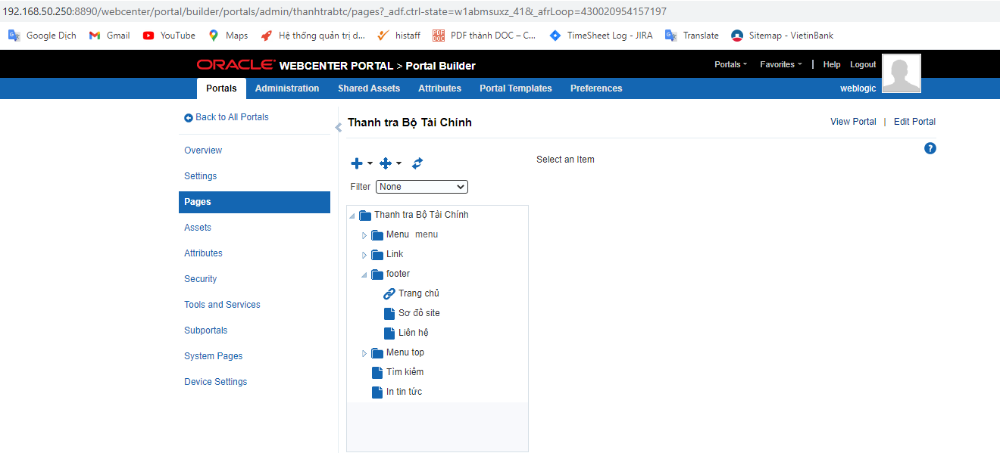 192.168.50.250:8890/webcenter/portal/builder/portals/admin/thanhtrabtc/pages?_adf.ctrl-state=w1abmsuxz_41&_afrLoop=430020954157197
Google Dịch Gmail YouTube Maps Hệ thống quản trị d... histaff PDF thành DOC – C... TimeSheet Log - JIRA Translate Sitemap - VietinBank
ORACLE WEBCENTER PORTAL > Portal Builder Portals Favorites | Help Logout
Portals Administration Shared Assets Attributes Portal Templates Preferences weblogic
Back to All Portals
Overview
Settings
Pages
Assets
Attributes
Security
Tools and Services
Subportals
System Pages
Device Settings
Thanh tra Bộ Tài Chính View Portal | Edit Portal
Select an Item
Filter None
Thanh tra Bộ Tài Chính
Menu menu
Link
footer
Trang chủ
Sơ đồ site
Liên hệ
Menu top
Tìm kiếm
In tin tức